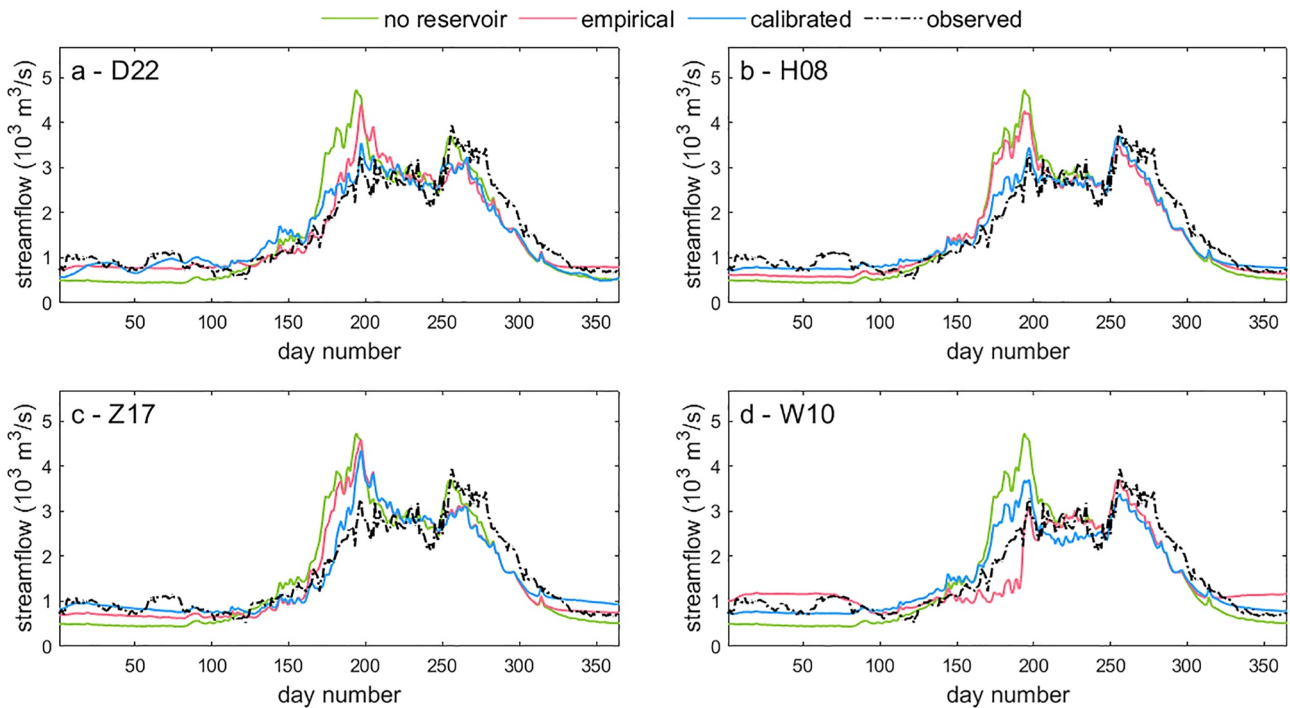 no reservoir empirical calibrated observed
a - D22
streamflow (10³ m³/s)
5
4
3
2
1
0
50 100 150 200 250 300 350
day number
b - H08
streamflow (10³ m³/s)
5
4
3
2
1
0
50 100 150 200 250 300 350
day number
c - Z17
streamflow (10³ m³/s)
5
4
3
2
1
0
50 100 150 200 250 300 350
day number
d - W10
streamflow (10³ m³/s)
5
4
3
2
1
0
50 100 150 200 250 300 350
day number